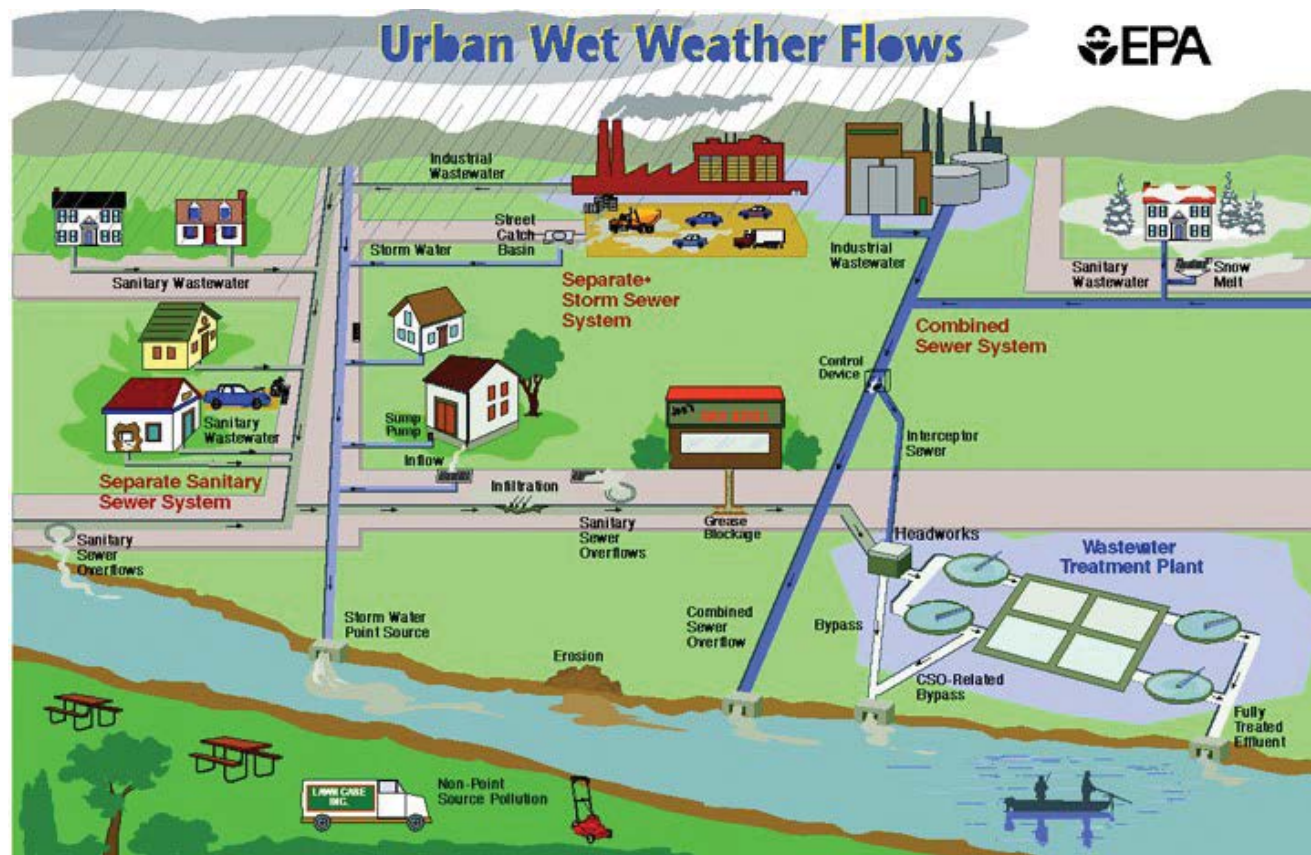 Urban Wet Weather Flows
EPA
Industrial
Wastewater
Street
Catch
Basin
Storm Water
Sanitary Wastewater
Separate
Storm Sewer
System
Industrial
Wastewater
Sanitary
Wastewater
Snow
Melt
Combined
Sewer System
Control
Device
Sanitary
Wastewater
Sump
Pump
Inflow
Interceptor
Sewer
Separate Sanitary
Sewer System
Infiltration
Sanitary
Sewer
Overflows
Sanitary
Sewer
Overflows
Grease
Blockage
Headworks
Wastewater
Treatment Plant
Storm Water
Point Source
Combined
Sewer
Overflow
Bypass
Erosion
CSO-Related
Bypass
Fully
Treated
Effluent
LAWN CARE
INC.
Non-Point
Source Pollution